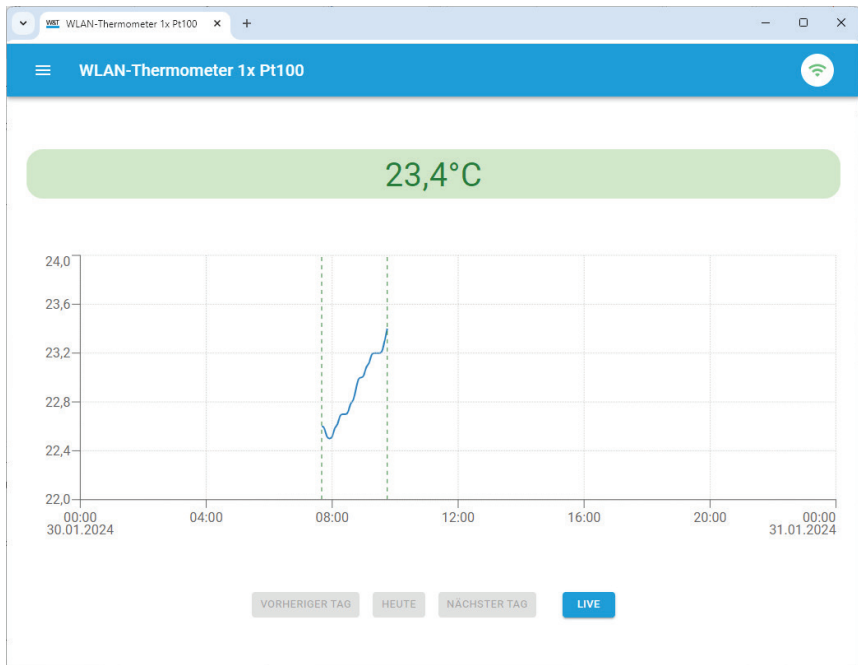 W&T WLAN-Thermometer 1x Pt100
WLAN-Thermometer 1x Pt100
23,4°C
24,0
23,6
23,2
22,8
22,4
22,0
00:00 04:00 08:00 12:00 16:00 20:00 00:00
30.01.2024 31.01.2024
VORHERIGER TAG HEUTE NÄCHSTER TAG LIVE